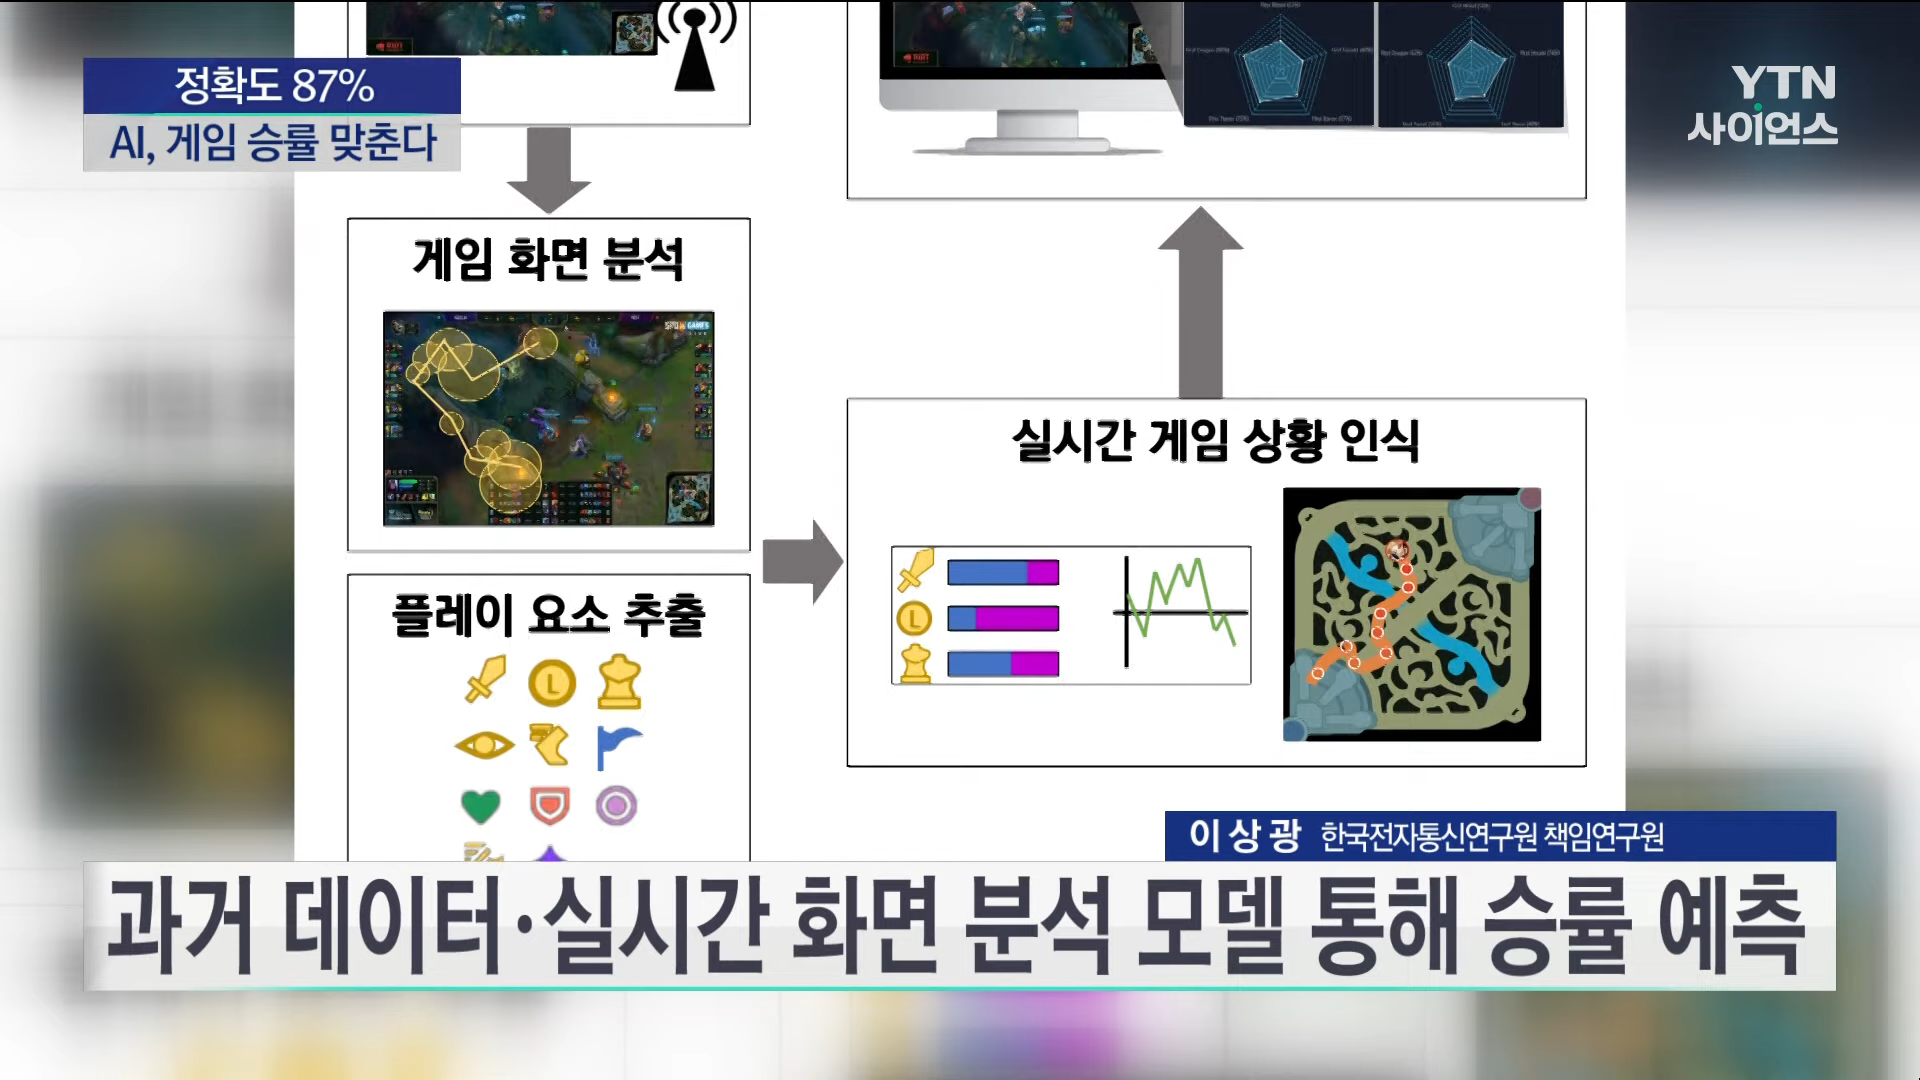 정확도 87%
AI, 게임 승률 맞춘다
YTN
사이언스
게임 화면 분석
GAMES
플레이 요소 추출
L
실시간 게임 상황 인식
L
이상광 한국전자통신연구원 책임연구원
과거 데이터·실시간 화면 분석 모델 통해 승률 예측